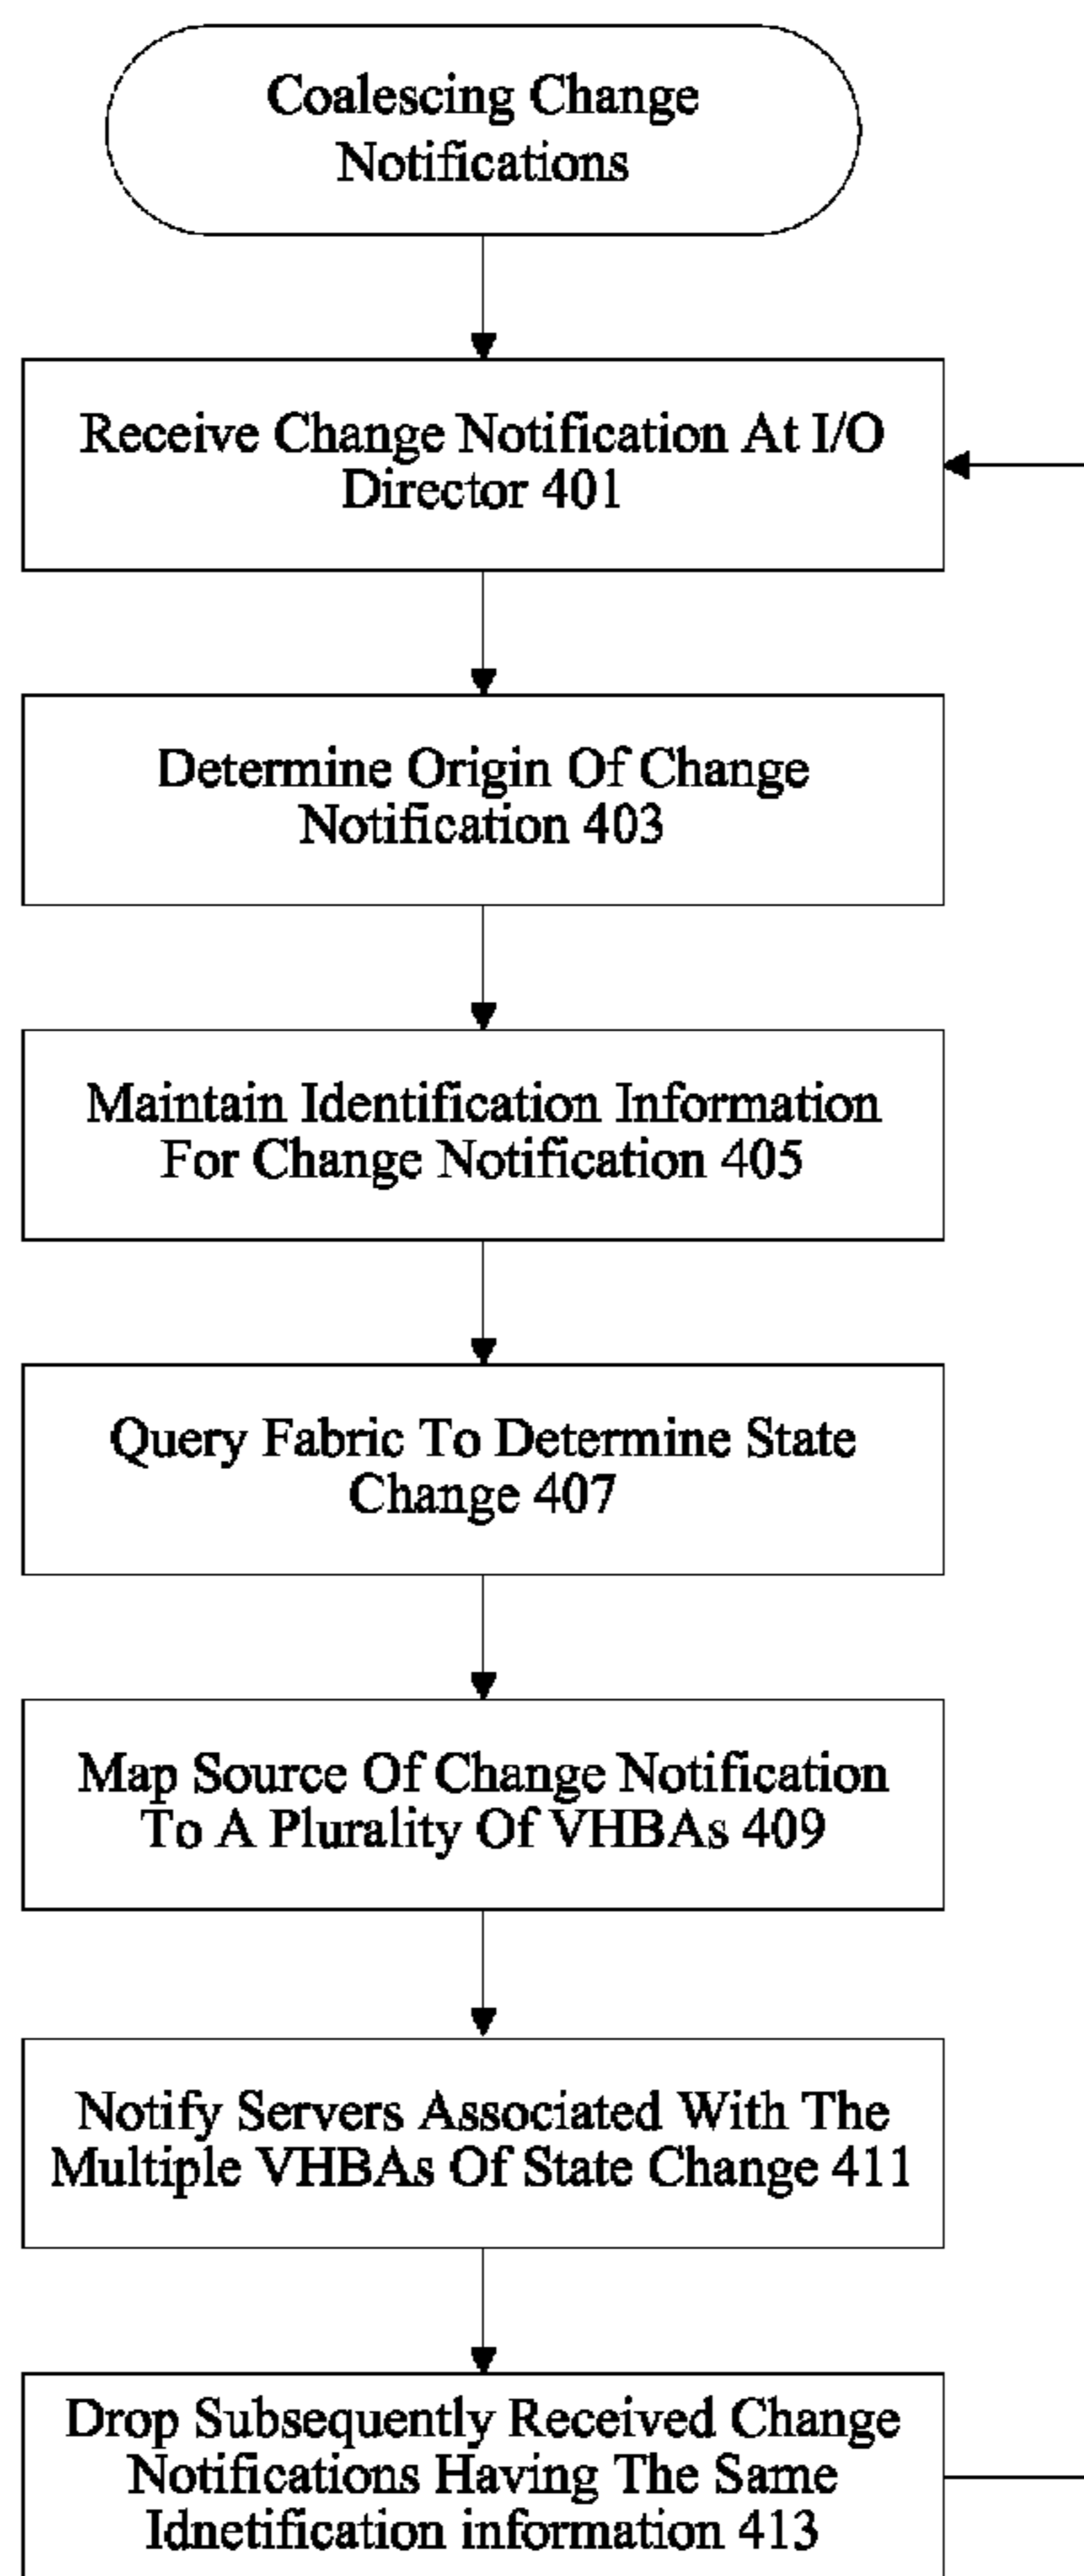 Coalescing Change
Notifications
Receive Change Notification At I/O
Director 401
Determine Origin Of Change
Notification 403
Maintain Identification Information
For Change Notification 405
Query Fabric To Determine State
Change 407
Map Source Of Change Notification
To A Plurality Of VHBAs 409
Notify Servers Associated With The
Multiple VHBAs Of State Change 411
Drop Subsequently Received Change
Notifications Having The Same
Idnetification information 413